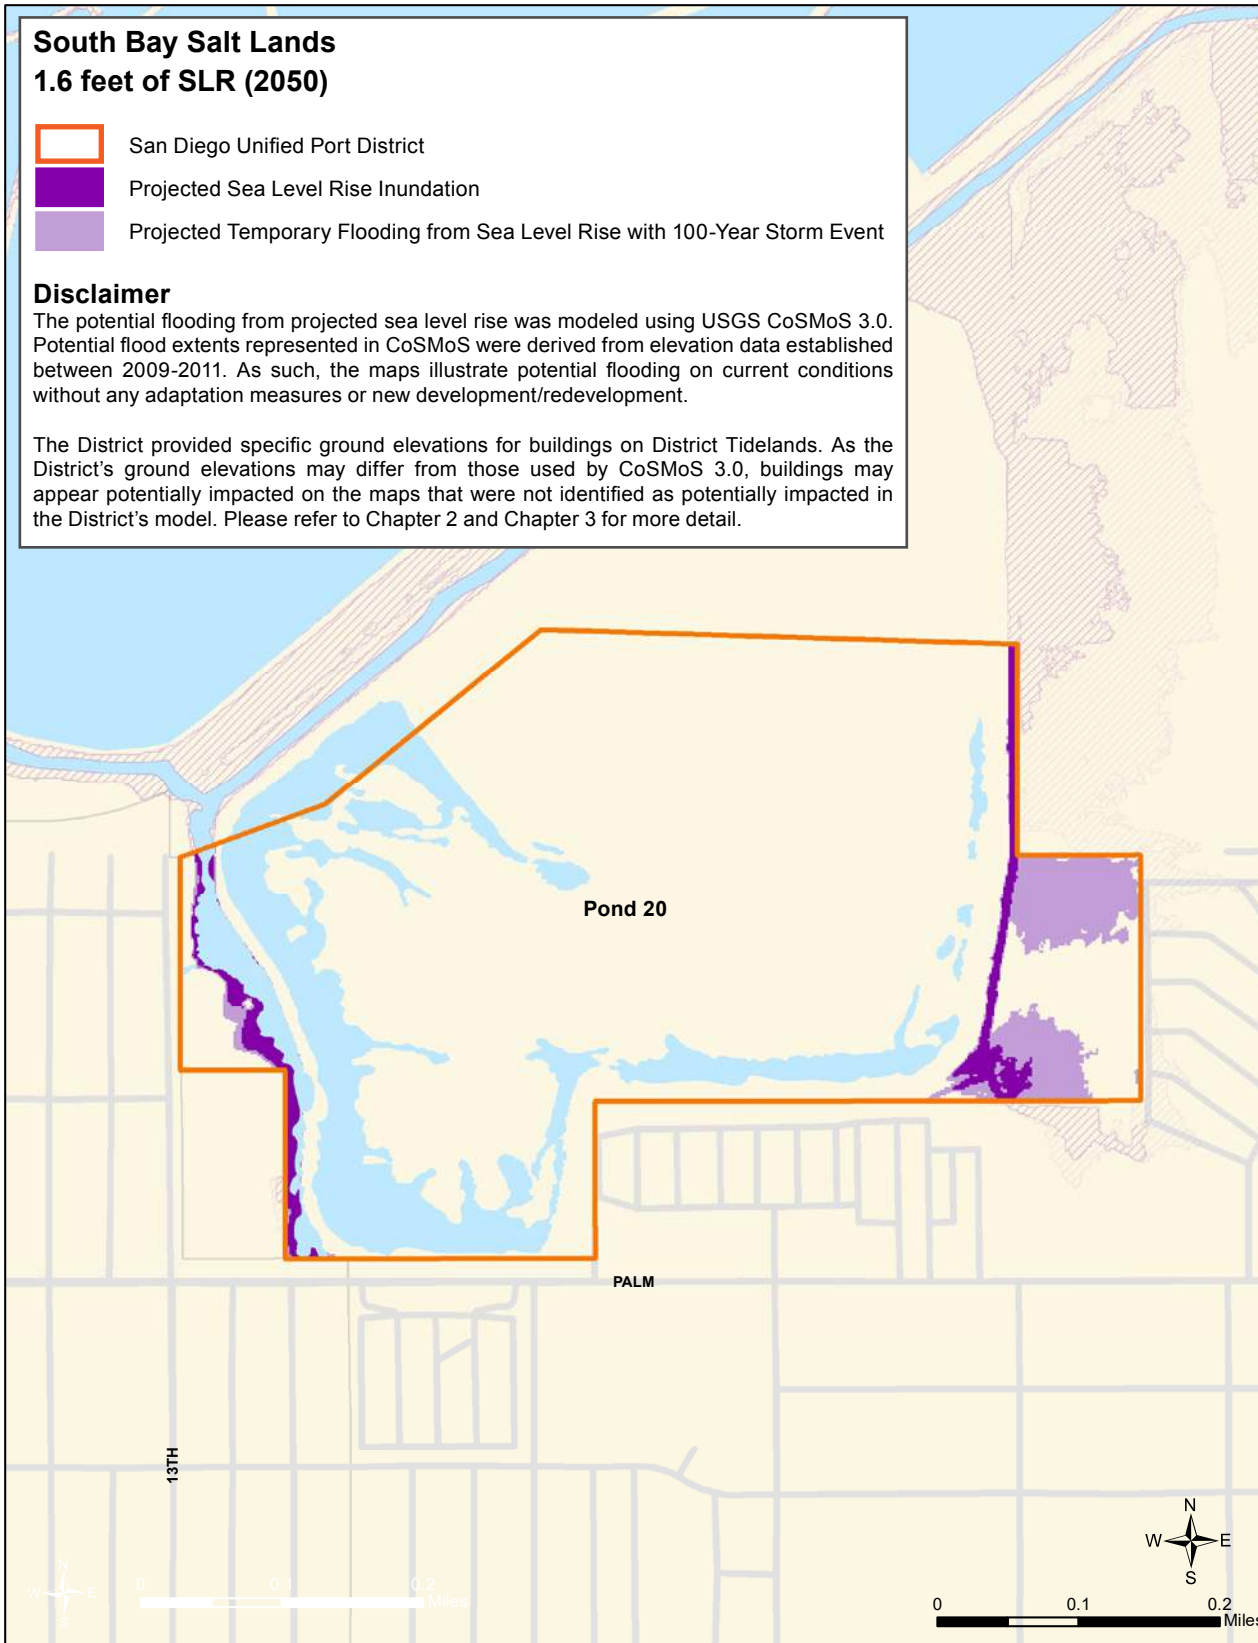 South Bay Salt Lands
1.6 feet of SLR (2050)
San Diego Unified Port District
Projected Sea Level Rise Inundation
Projected Temporary Flooding from Sea Level Rise with 100-Year Storm Event
Disclaimer
The potential flooding from projected sea level rise was modeled using USGS CoSMoS 3.0.
Potential flood extents represented in CoSMoS were derived from elevation data established
between 2009-2011. As such, the maps illustrate potential flooding on current conditions
without any adaptation measures or new development/redevelopment.
The District provided specific ground elevations for buildings on District Tidelands. As the
District's ground elevations may differ from those used by CoSMoS 3.0, buildings may
appear potentially impacted on the maps that were not identified as potentially impacted in
the District's model. Please refer to Chapter 2 and Chapter 3 for more detail.
Pond 20
PALM
13TH
N
W E
S
0 0.1 0.2
Miles
N
W E
S
0 0.1 0.2
Miles